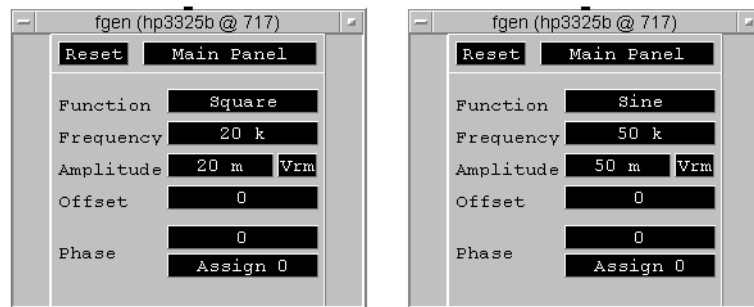 fgen (hp3325b @ 717)
Reset Main Panel
Function Square
Frequency 20 k
Amplitude 20 m Vrm
Offset 0
Phase 0
Assign 0
fgen (hp3325b @ 717)
Reset Main Panel
Function Sine
Frequency 50 k
Amplitude 50 m Vrm
Offset 0
Phase 0
Assign 0